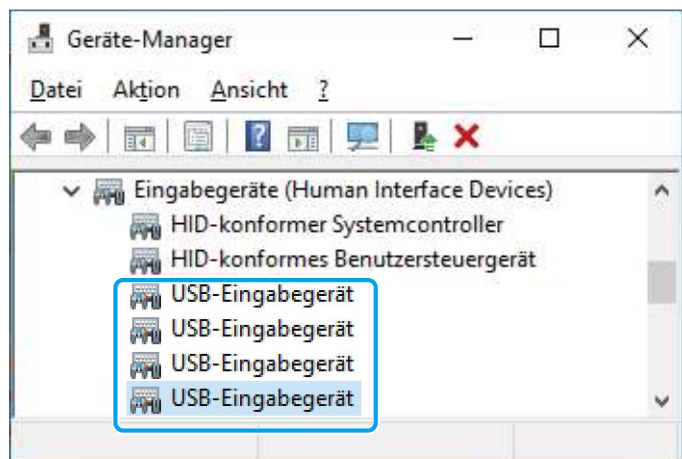 Geräte-Manager
Datei Aktion Ansicht ?
Eingabegeräte (Human Interface Devices)
HID-konformer Systemcontroller
HID-konformes Benutzersteuergerät
USB-Eingabegerät
USB-Eingabegerät
USB-Eingabegerät
USB-Eingabegerät